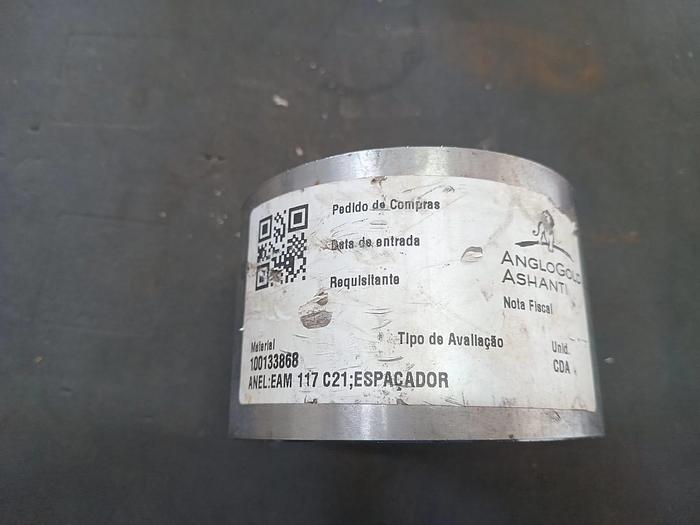 Pedido de Compras
Data de entrada
Requisitante
ANGLOGOLD
ASHANTI
Nota Fiscal
Tipo de Avaliação
Unid.
CDA
Material
100133868
ANEL:EAM 117 C21;ESPAÇADOR